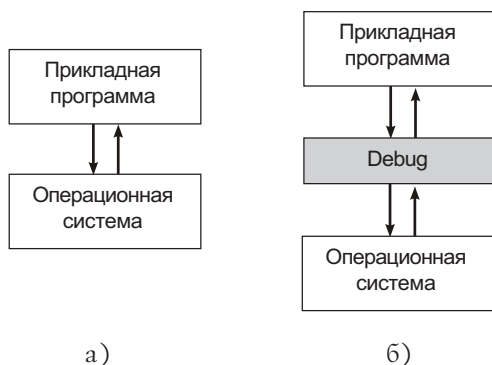 Прикладная
программа
Операционная
система
а)
Прикладная
программа
Debug
Операционная
система
б)